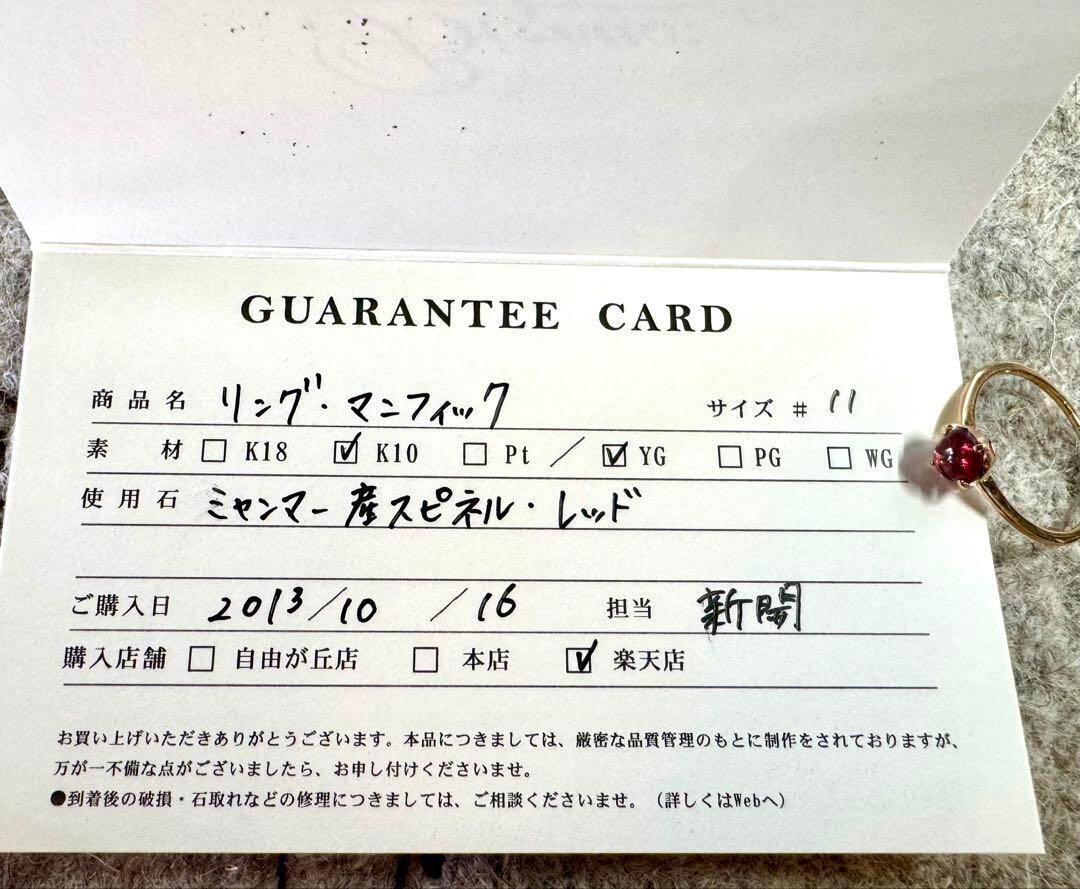 GUARANTEE CARD
商品名 リング・マニフィック サイズ # 11
素 材 □ K18 ☑ K10 □ Pt ／ ☑ YG □ PG □ WG
使用石 ミャンマー産スピネル・レッド
ご購入日 2013/10 /16 担当 新開
購入店舗 □ 自由が丘店 □ 本店 ☑ 楽天店
お買い上げいただきありがとうございます。本品につきましては、厳密な品質管理のもとに制作をされておりますが、
万が一不備な点がございましたら、お申し付けくださいませ。
●到着後の破損・石取れなどの修理につきましては、ご相談くださいませ。（詳しくはWebへ）